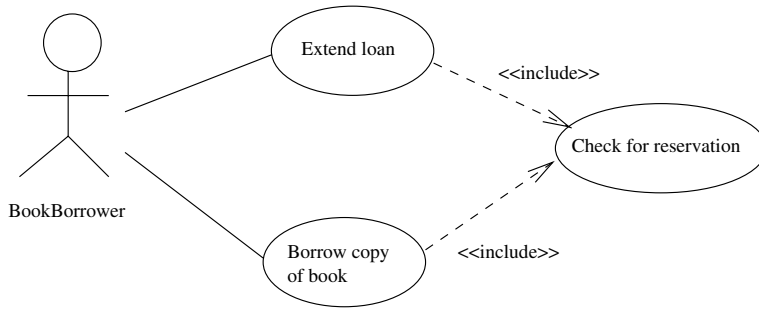 Extend loan
<<include>>
Check for reservation
BookBorrower
Borrow copy
of book
<<include>>